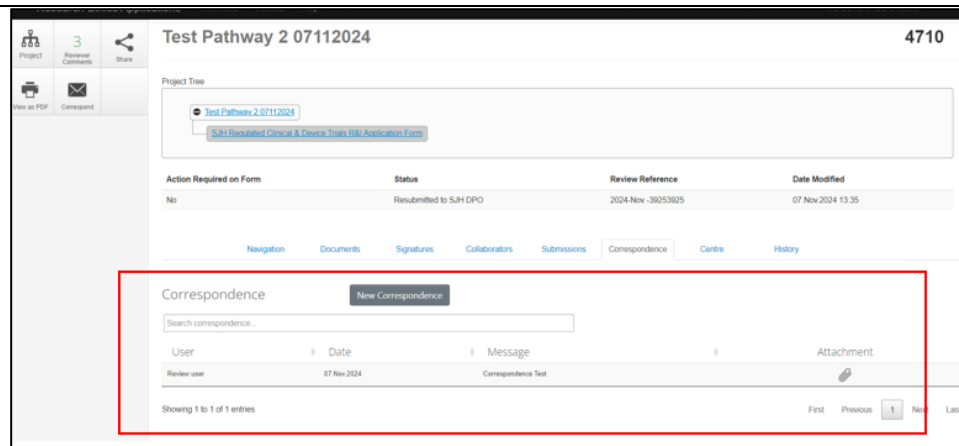 Test Pathway 2 07112024
4710
Project
3
Reviewer Comments
Share
View as PDF
Correspond
Project Tree
Test Pathway 2 07112024
SJH Regulated Clinical & Device Trials R&I Application Form
Action Required on Form Status Review Reference Date Modified
No Resubmitted to SJH DPO 2024-Nov -39253925 07 Nov 2024 13:35
Navigation Documents Signatures Collaborators Submissions Correspondence Centre History
Correspondence New Correspondence
Search correspondence...
User Date Message Attachment
Review user 07 Nov 2024 Correspondence Test
Showing 1 to 1 of 1 entries
First Previous 1 Next Las